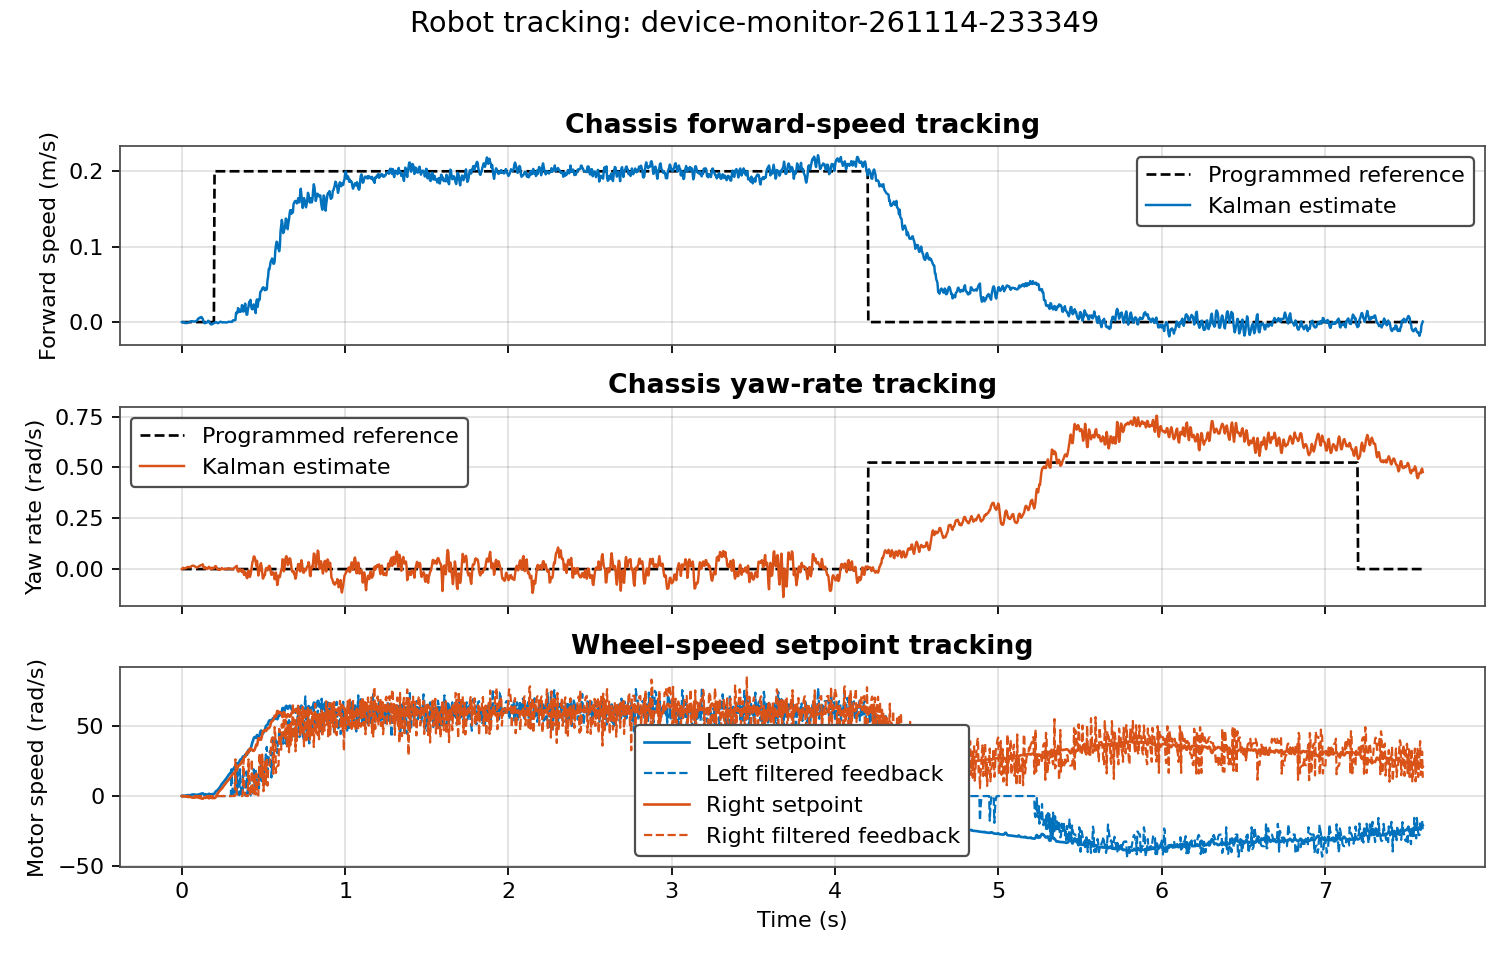 Robot tracking: device-monitor-261114-233349
Chassis forward-speed tracking
Forward speed (m/s)
0.2
0.1
0.0
Programmed reference
Kalman estimate
Chassis yaw-rate tracking
Yaw rate (rad/s)
0.75
0.50
0.25
0.00
Programmed reference
Kalman estimate
Wheel-speed setpoint tracking
Motor speed (rad/s)
50
0
−50
Left setpoint
Left filtered feedback
Right setpoint
Right filtered feedback
0 1 2 3 4 5 6 7
Time (s)